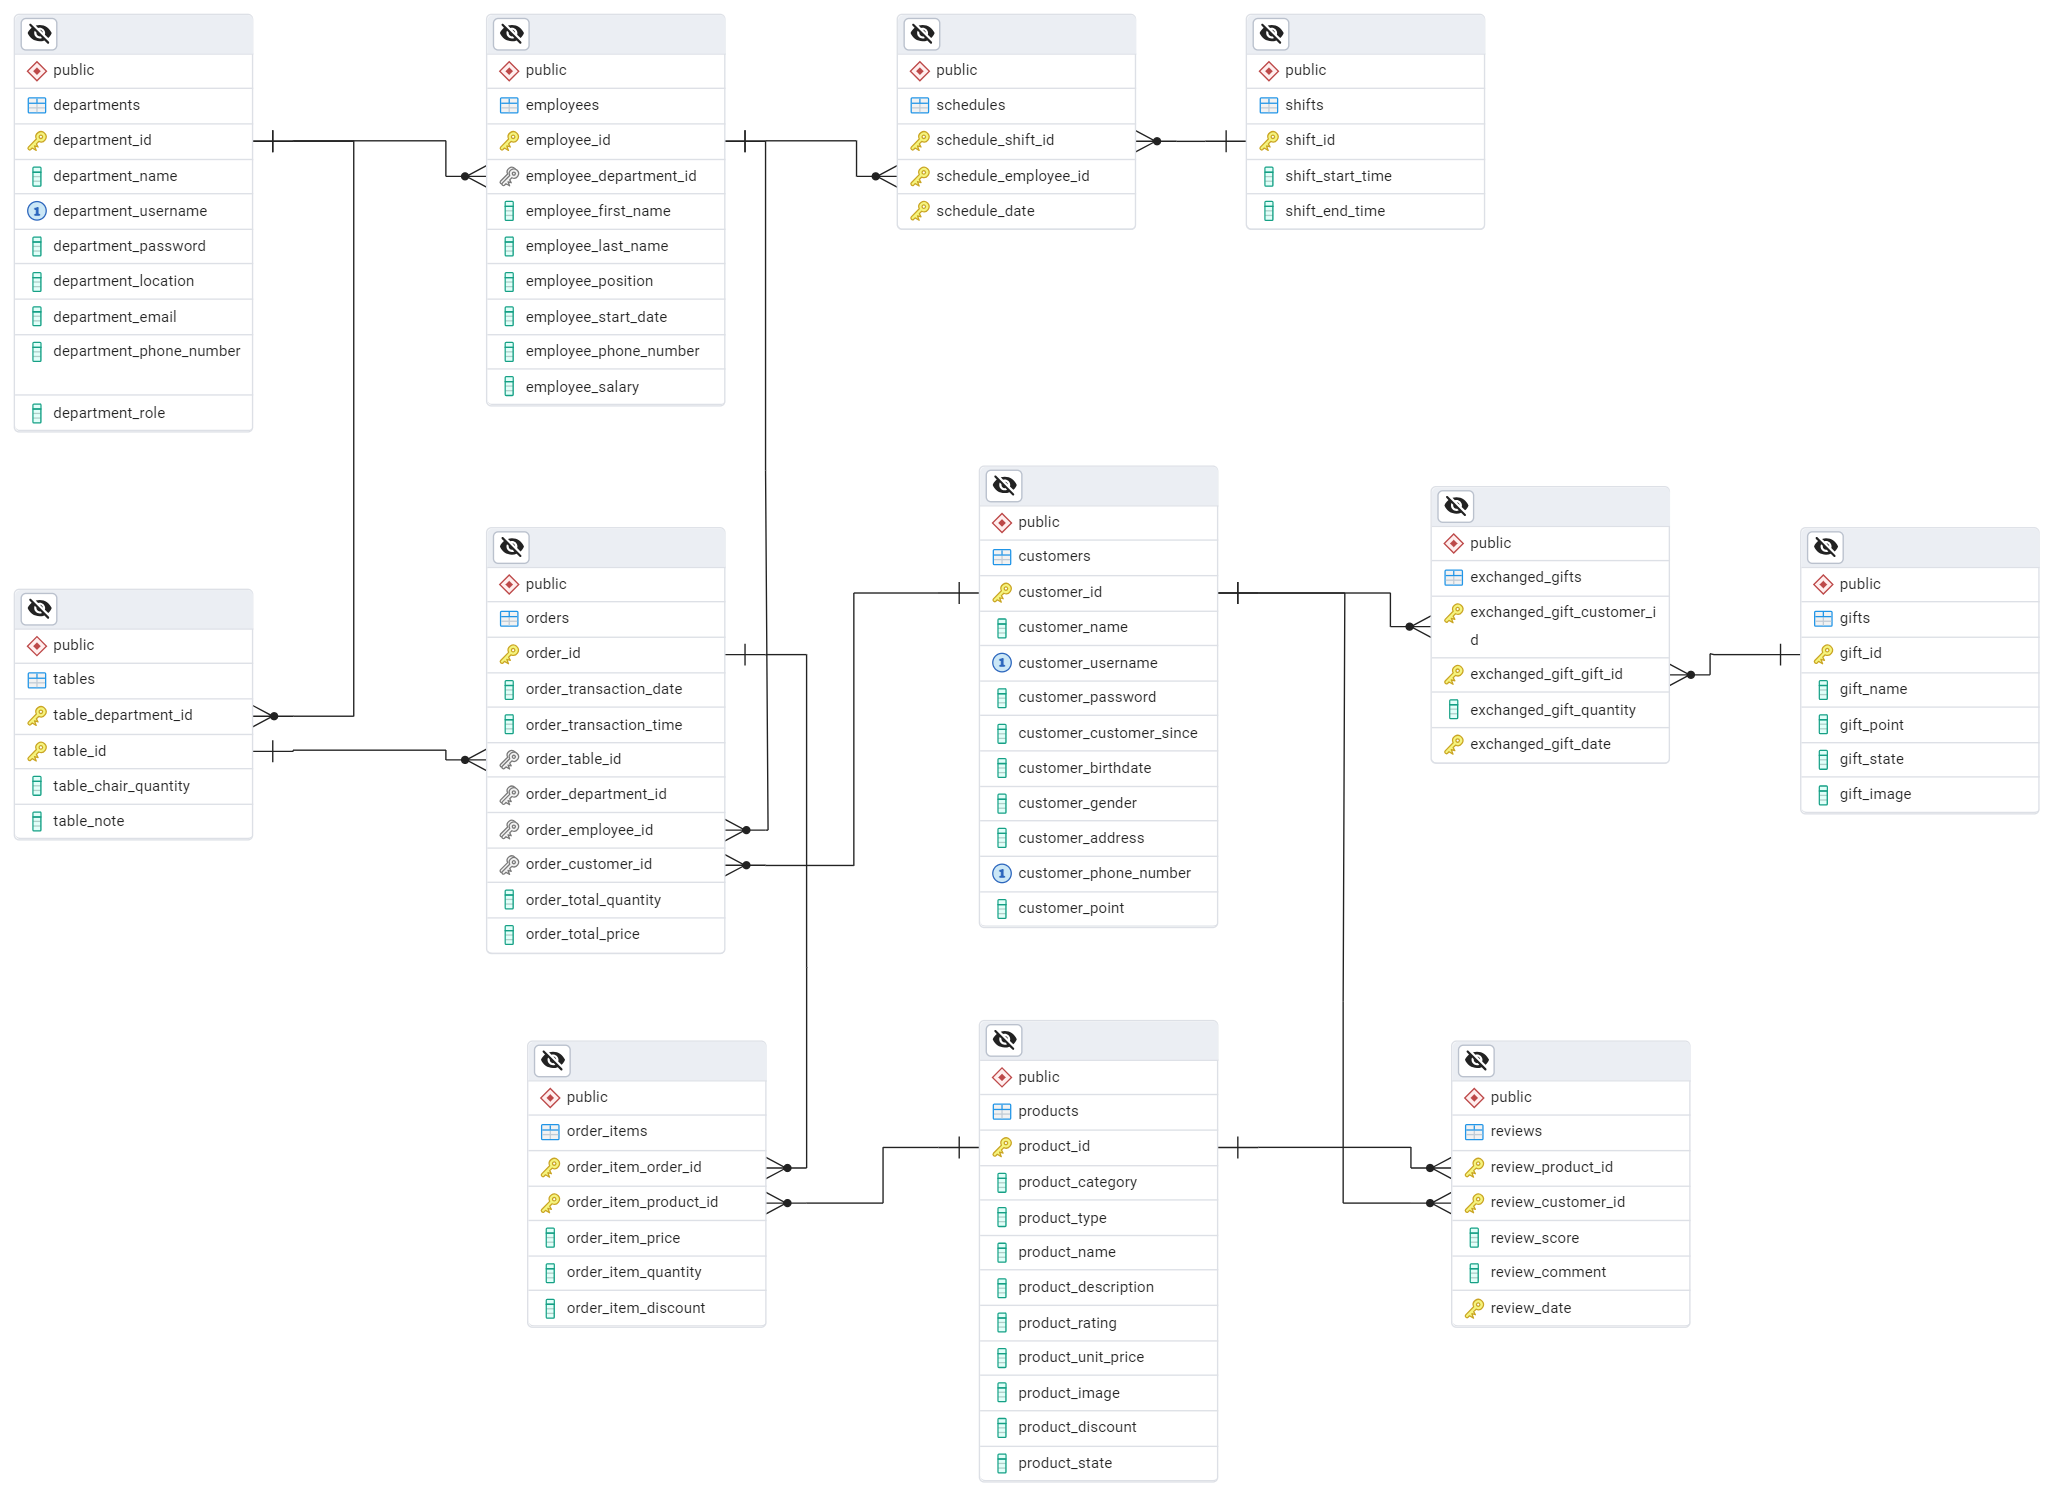 public
departments
department_id
department_name
1
department_username
department_password
department_location
department_email
department_phone_number
department_role
public
employees
employee_id
employee_department_id
employee_first_name
employee_last_name
employee_position
employee_start_date
employee_phone_number
employee_salary
public
schedules
schedule_shift_id
schedule_employee_id
schedule_date
public
shifts
shift_id
shift_start_time
shift_end_time
public
tables
table_department_id
table_id
table_chair_quantity
table_note
public
orders
order_id
order_transaction_date
order_transaction_time
order_table_id
order_department_id
order_employee_id
order_customer_id
order_total_quantity
order_total_price
public
customers
customer_id
customer_name
1
customer_username
customer_password
customer_customer_since
customer_birthdate
customer_gender
customer_address
1
customer_phone_number
customer_point
public
exchanged_gifts
exchanged_gift_customer_i
d
exchanged_gift_gift_id
exchanged_gift_quantity
exchanged_gift_date
public
gifts
gift_id
gift_name
gift_point
gift_state
gift_image
public
order_items
order_item_order_id
order_item_product_id
order_item_price
order_item_quantity
order_item_discount
public
products
product_id
product_category
product_type
product_name
product_description
product_rating
product_unit_price
product_image
product_discount
product_state
public
reviews
review_product_id
review_customer_id
review_score
review_comment
review_date